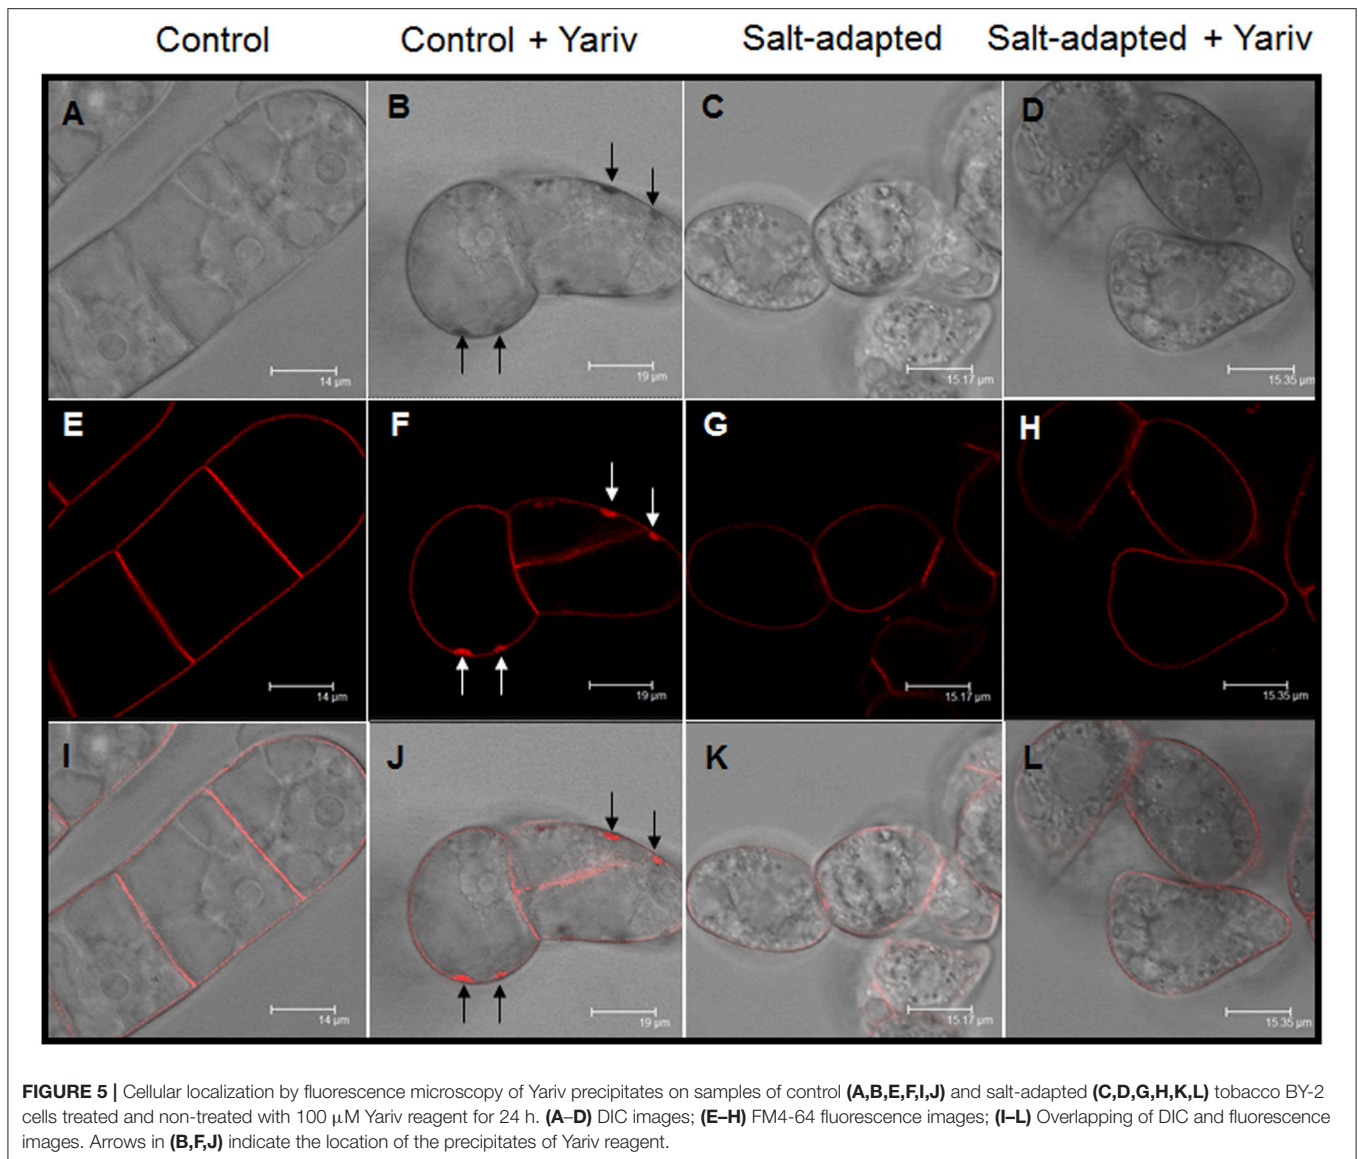 Control Control + Yariv Salt-adapted Salt-adapted + Yariv
A B C D
14 µm 19 µm 15.17 µm 15.35 µm
E F G H
14 µm 19 µm 15.17 µm 15.35 µm
I J K L
14 µm 19 µm 15.17 µm 15.35 µm
FIGURE 5 | Cellular localization by fluorescence microscopy of Yariv precipitates on samples of control (A,B,E,F,I,J) and salt-adapted (C,D,G,H,K,L) tobacco BY-2
cells treated and non-treated with 100 µM Yariv reagent for 24 h. (A–D) DIC images; (E–H) FM4-64 fluorescence images; (I–L) Overlapping of DIC and fluorescence
images. Arrows in (B,F,J) indicate the location of the precipitates of Yariv reagent.